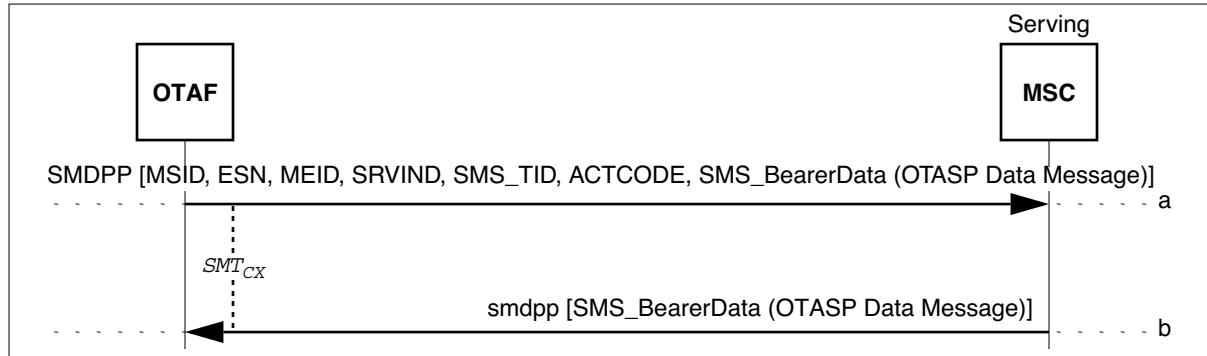 Serving
OTAF
MSC
SMDPP [MSID, ESN, MEID, SRVIND, SMS_TID, ACTCODE, SMS_BearerData (OTASP Data Message)]
a
SMT_CX
smdpp [SMS_BearerData (OTASP Data Message)]
b